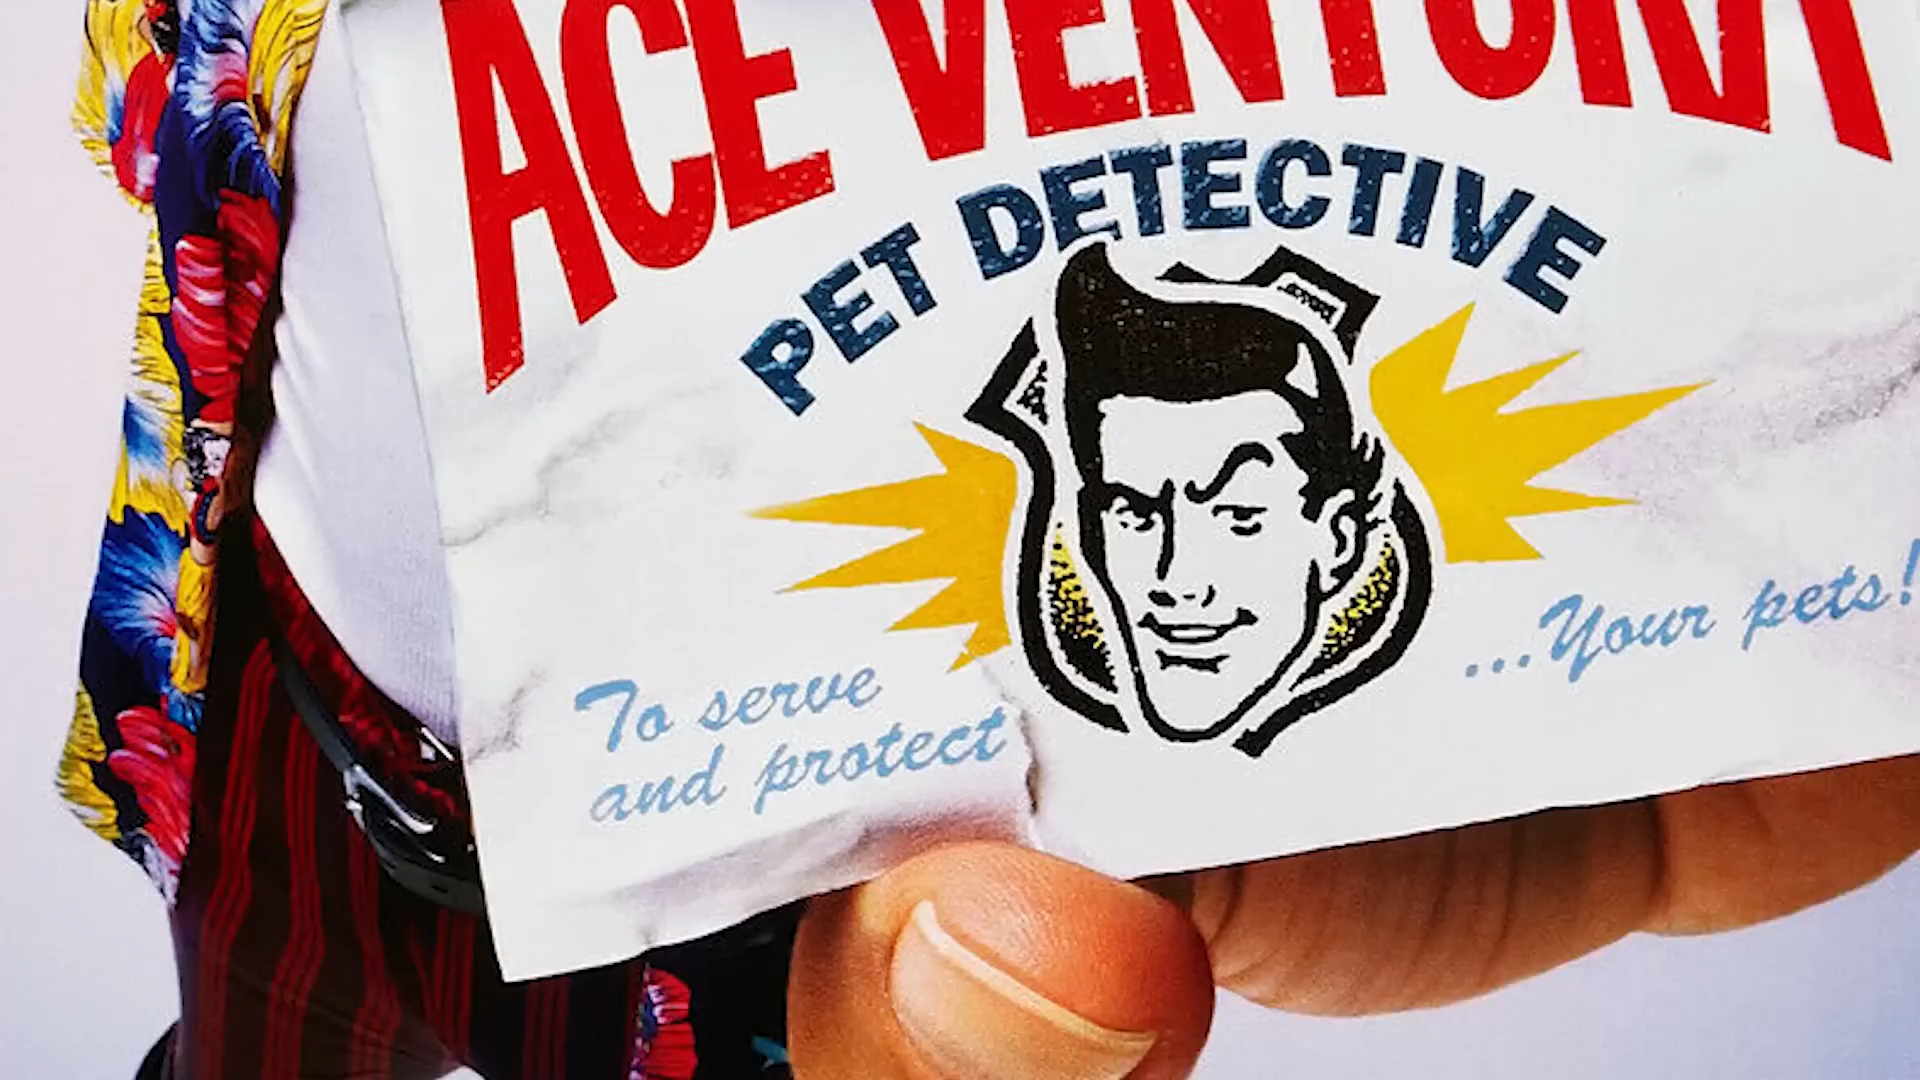 ACE VENTURA
PET DETECTIVE
To serve
and protect
...Your pets!